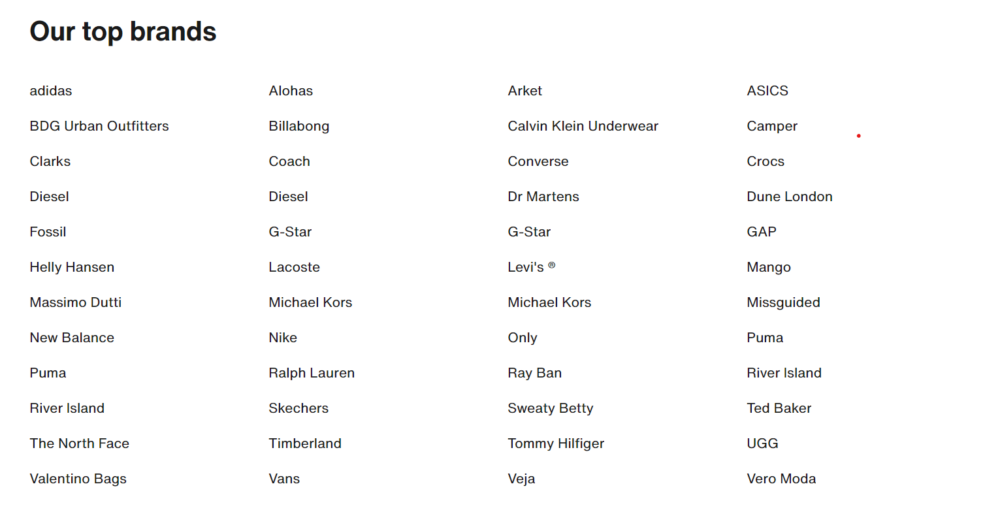 Our top brands
adidas Alohas Arket ASICS
BDG Urban Outfitters Billabong Calvin Klein Underwear Camper
Clarks Coach Converse Crocs
Diesel Diesel Dr Martens Dune London
Fossil G-Star G-Star GAP
Helly Hansen Lacoste Levi's ® Mango
Massimo Dutti Michael Kors Michael Kors Missguided
New Balance Nike Only Puma
Puma Ralph Lauren Ray Ban River Island
River Island Skechers Sweaty Betty Ted Baker
The North Face Timberland Tommy Hilfiger UGG
Valentino Bags Vans Veja Vero Moda